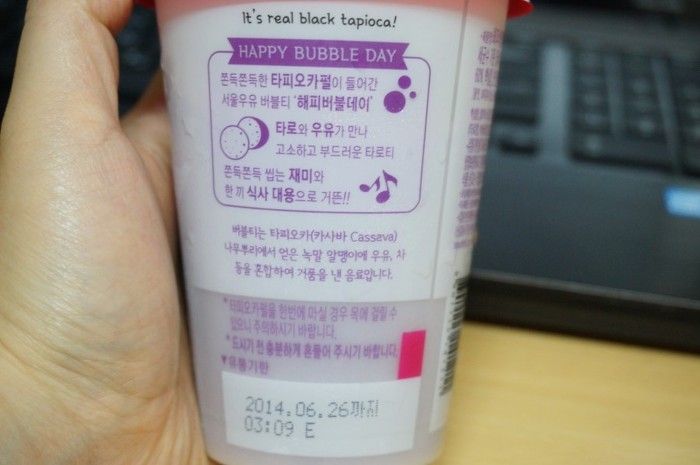 It's real black tapioca!
HAPPY BUBBLE DAY
쫀득쫀득한 타피오카펄이 들어간
서울우유 버블티 '해피버블데이'
타로와 우유가 만나
고소하고 부드러운 타로티
쫀득쫀득 씹는 재미와
한 끼 식사 대용으로 거뜬!!
버블티는 타피오카(카사바 Cassava)
나무뿌리에서 얻은 녹말 알맹이에 우유, 차
등을 혼합하여 거품을 낸 음료입니다.
*타피오카펄을 한번에 마실 경우 목에 걸릴 수
있으니 주의하시기 바랍니다.
*드시기 전 충분하게 흔들어 주시기 바랍니다.
▼유통기한
2014.06.26까지
03:09 E